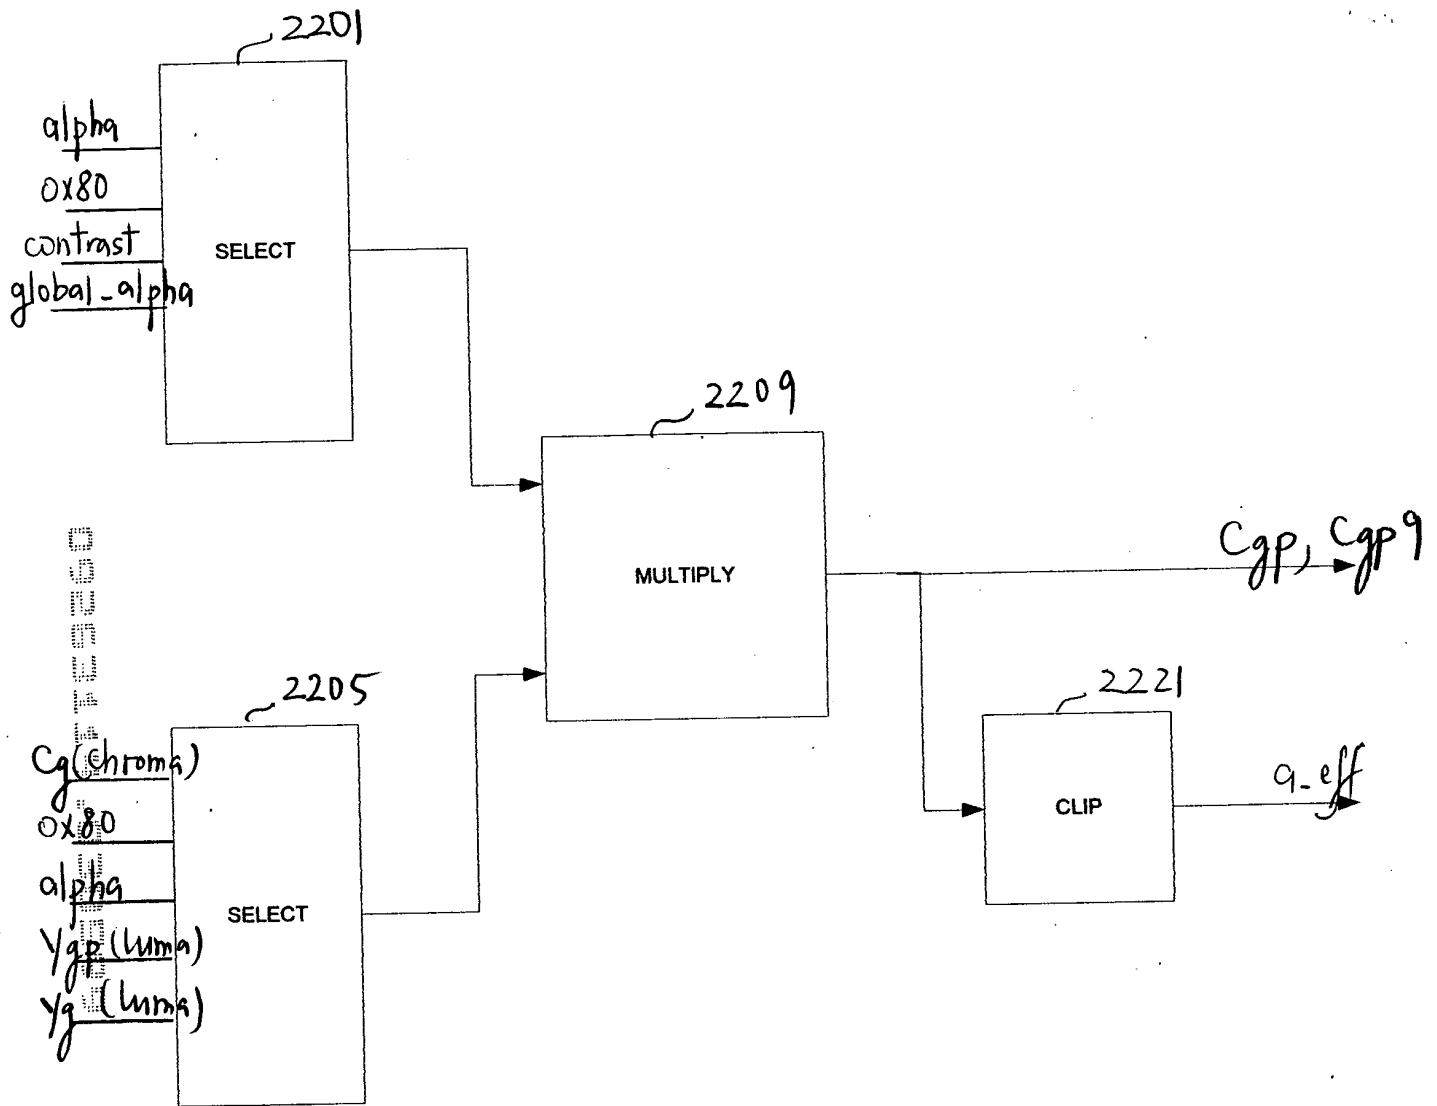 2201
alpha
0x80
contrast
global_alpha
SELECT
2209
MULTIPLY
Cgp, Cgp9
2205
Cg(chroma)
0x80
alpha
Ygp (luma)
Yg (luma)
SELECT
2221
CLIP
a_eff